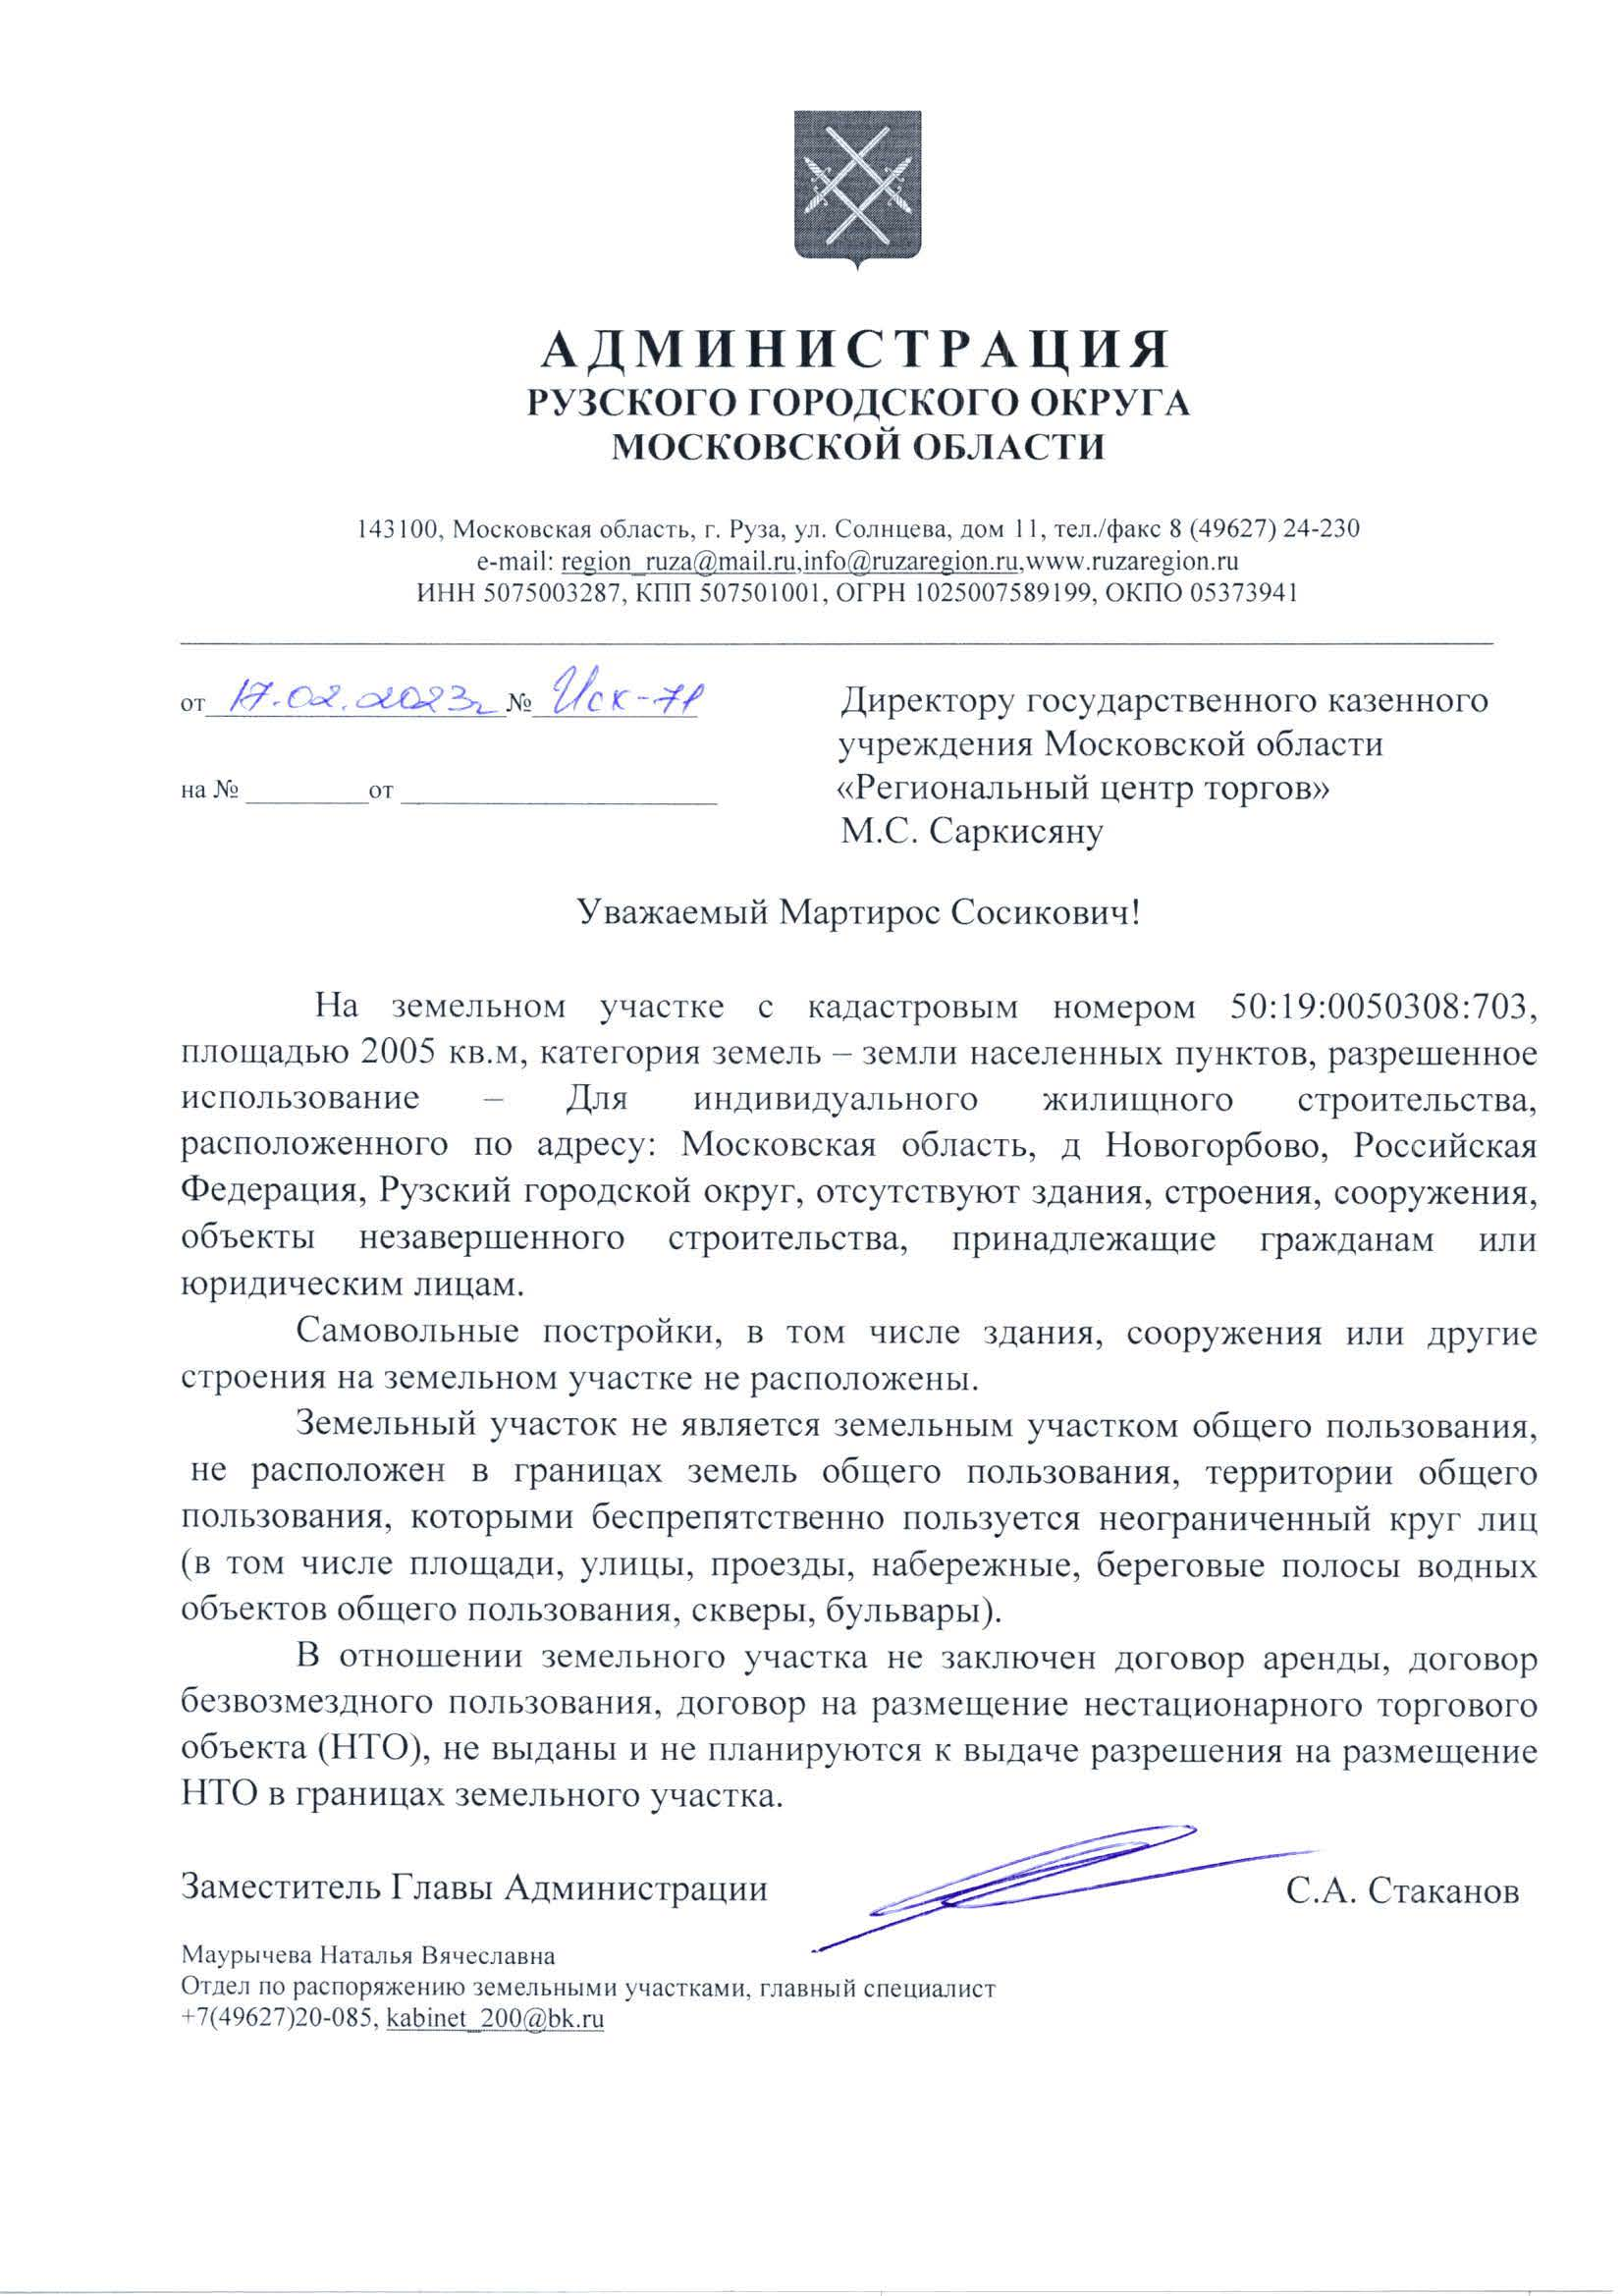 АДМИНИСТРАЦИЯ
РУЗСКОГО ГОРОДСКОГО ОКРУГА
МОСКОВСКОЙ ОБЛАСТИ
143100, Московская область, г. Руза, ул. Солнцева, дом 11, тел./факс 8 (49627) 24-230
e-mail: region_ruza@mail.ru,info@ruzaregion.ru,www.ruzaregion.ru
ИНН 5075003287, КПП 507501001, ОГРН 1025007589199, ОКПО 05373941
от 17.02.2023г № Иск-71
на № от
Директору государственного казенного
учреждения Московской области
«Региональный центр торгов»
М.С. Саркисяну
Уважаемый Мартирос Сосикович!
На земельном участке с кадастровым номером 50:19:0050308:703,
площадью 2005 кв.м, категория земель – земли населенных пунктов, разрешенное
использование – Для индивидуального жилищного строительства,
расположенного по адресу: Московская область, д Новогорбово, Российская
Федерация, Рузский городской округ, отсутствуют здания, строения, сооружения,
объекты незавершенного строительства, принадлежащие гражданам или
юридическим лицам.
Самовольные постройки, в том числе здания, сооружения или другие
строения на земельном участке не расположены.
Земельный участок не является земельным участком общего пользования,
не расположен в границах земель общего пользования, территории общего
пользования, которыми беспрепятственно пользуется неограниченный круг лиц
(в том числе площади, улицы, проезды, набережные, береговые полосы водных
объектов общего пользования, скверы, бульвары).
В отношении земельного участка не заключен договор аренды, договор
безвозмездного пользования, договор на размещение нестационарного торгового
объекта (НТО), не выданы и не планируются к выдаче разрешения на размещение
НТО в границах земельного участка.
Заместитель Главы Администрации С.А. Стаканов
Маурычева Наталья Вячеславна
Отдел по распоряжению земельными участками, главный специалист
+7(49627)20-085, kabinet_200@bk.ru